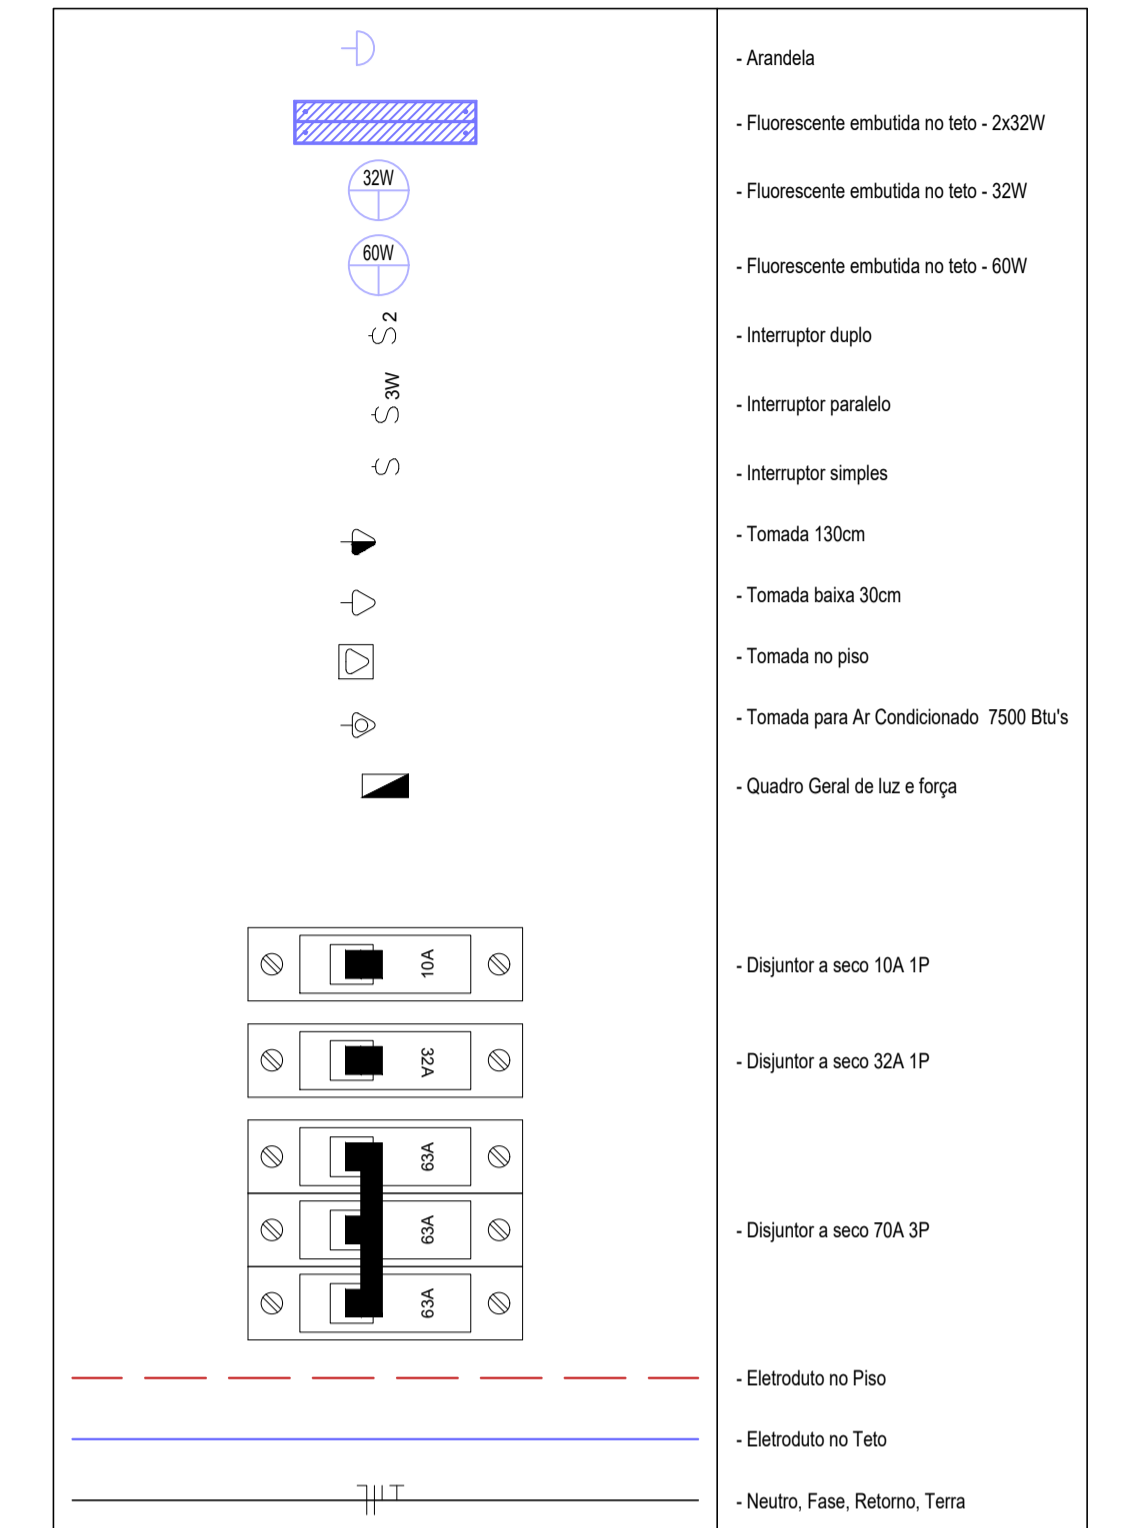 - Arandela
- Fluorescente embutida no teto - 2x32W
32W
- Fluorescente embutida no teto - 32W
60W
- Fluorescente embutida no teto - 60W
S2
- Interruptor duplo
S3W
- Interruptor paralelo
S
- Interruptor simples
- Tomada 130cm
- Tomada baixa 30cm
- Tomada no piso
- Tomada para Ar Condicionado  7500 Btu's
- Quadro Geral de luz e força
10A
- Disjuntor a seco 10A 1P
32A
- Disjuntor a seco 32A 1P
63A
63A
- Disjuntor a seco 70A 3P
63A
- Eletroduto no Piso
- Eletroduto no Teto
- Neutro, Fase, Retorno, Terra